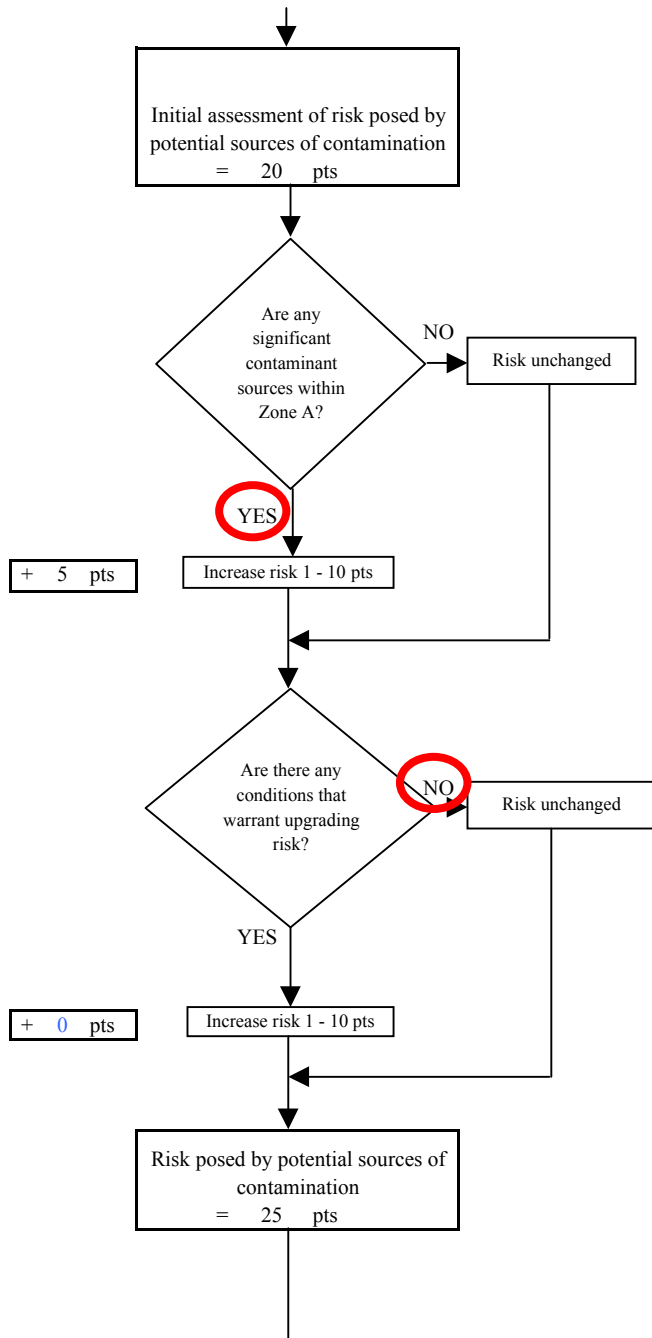 Initial assessment of risk posed by
potential sources of contamination
= 20 pts
Are any
significant
contaminant
sources within
Zone A?
NO
Risk unchanged
YES
+ 5 pts
Increase risk 1 - 10 pts
Are there any
conditions that
warrant upgrading
risk?
NO
Risk unchanged
YES
+ 0 pts
Increase risk 1 - 10 pts
Risk posed by potential sources of
contamination
= 25 pts